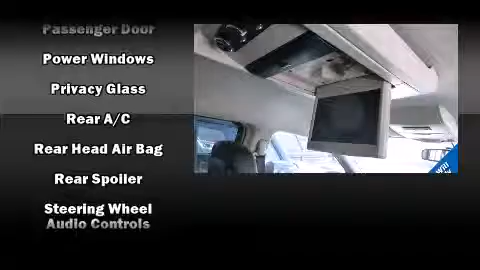 Passenger Door
Power Windows
Privacy Glass
Rear A/C
Rear Head Air Bag
Rear Spoiler
Steering Wheel
Audio Controls